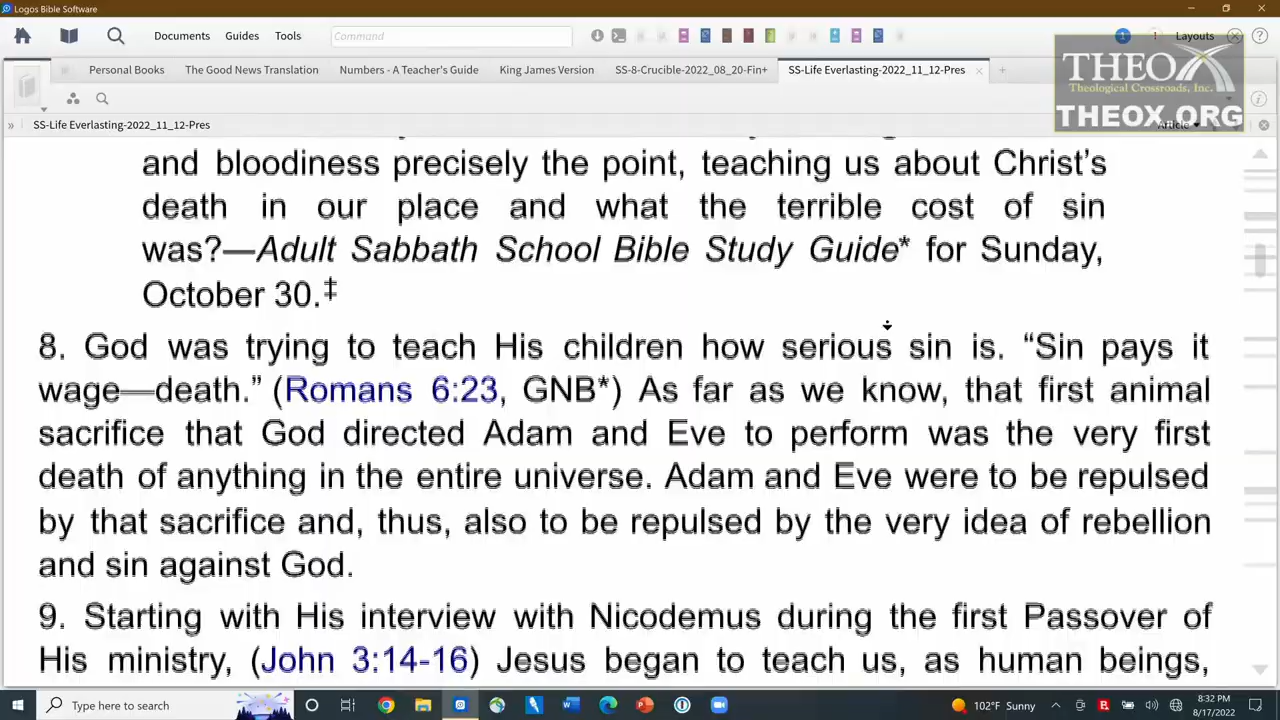 Logos Bible Software
Documents Guides Tools Command 1 Layouts
Personal Books The Good News Translation Numbers - A Teacher's Guide King James Version SS-8-Crucible-2022_08_20-Fin+ SS-Life Everlasting-2022_11_12-Pres
THEOX
Theological Crossroads, Inc.
THEOX.ORG
SS-Life Everlasting-2022_11_12-Pres Article
and bloodiness precisely the point, teaching us about Christ's
death in our place and what the terrible cost of sin
was?—Adult Sabbath School Bible Study Guide* for Sunday,
October 30.‡
8. God was trying to teach His children how serious sin is. “Sin pays it
wage—death.” (Romans 6:23, GNB*) As far as we know, that first animal
sacrifice that God directed Adam and Eve to perform was the very first
death of anything in the entire universe. Adam and Eve were to be repulsed
by that sacrifice and, thus, also to be repulsed by the very idea of rebellion
and sin against God.
9. Starting with His interview with Nicodemus during the first Passover of
His ministry, (John 3:14-16) Jesus began to teach us, as human beings,
Type here to search 102°F Sunny 8:32 PM
8/17/2022